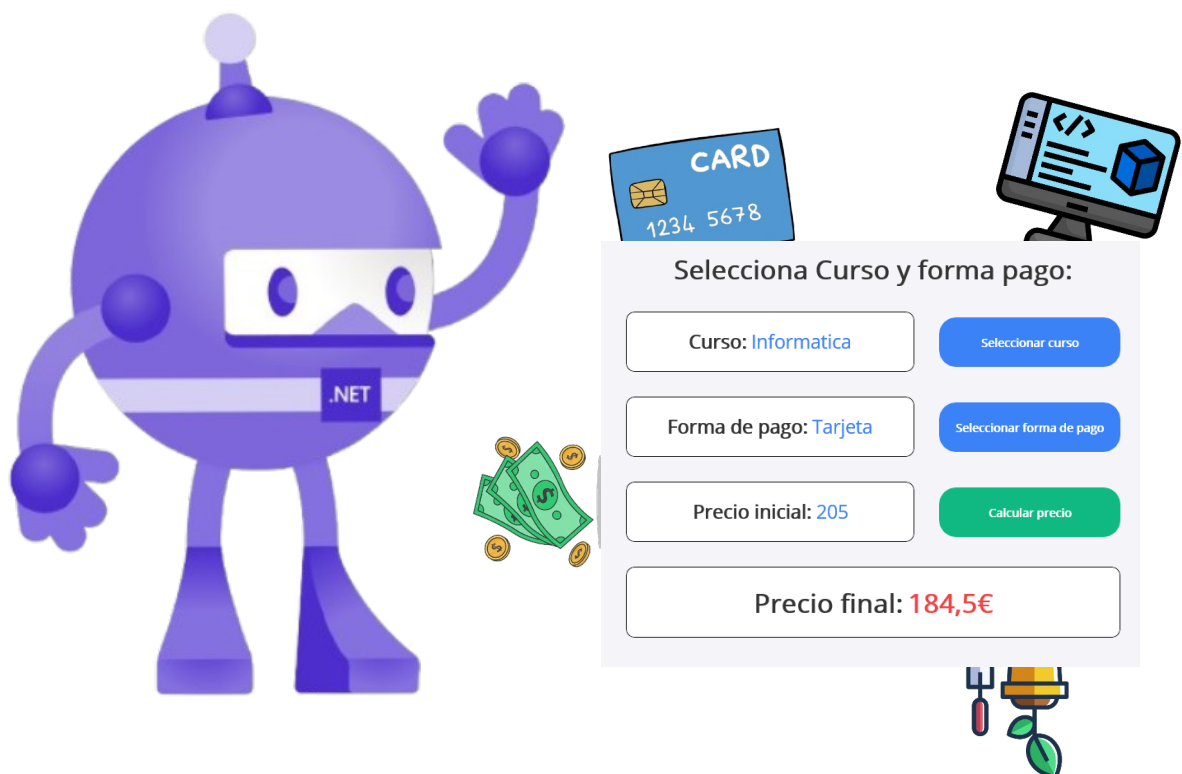 CARD
1234 5678
</>
Selecciona Curso y forma pago:
Curso: Informatica
Seleccionar curso
.NET
Forma de pago: Tarjeta
Seleccionar forma de pago
Precio inicial: 205
Calcular precio
Precio final: 184,5€